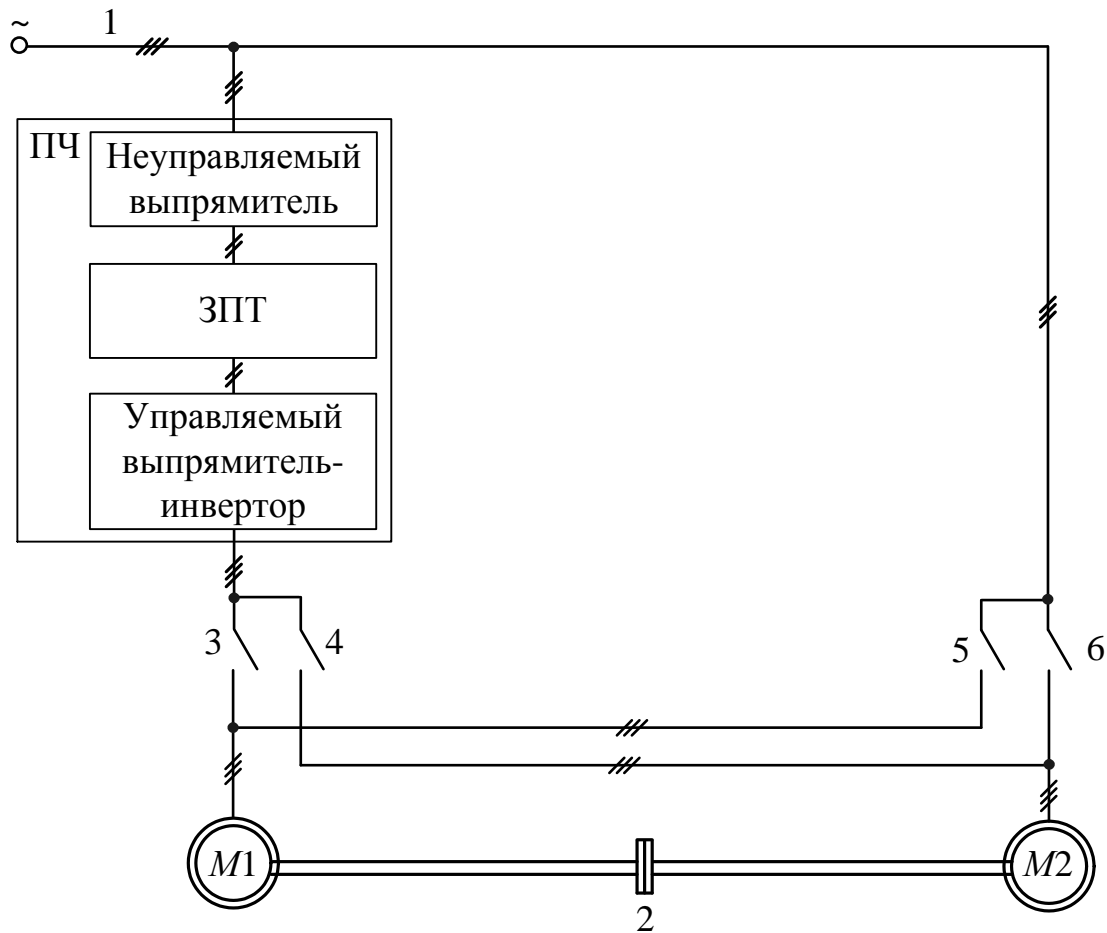 ~
1
ПЧ
Неуправляемый
выпрямитель
ЗПТ
Управляемый
выпрямитель-
инвертор
3
4
5
6
M1
M2
2